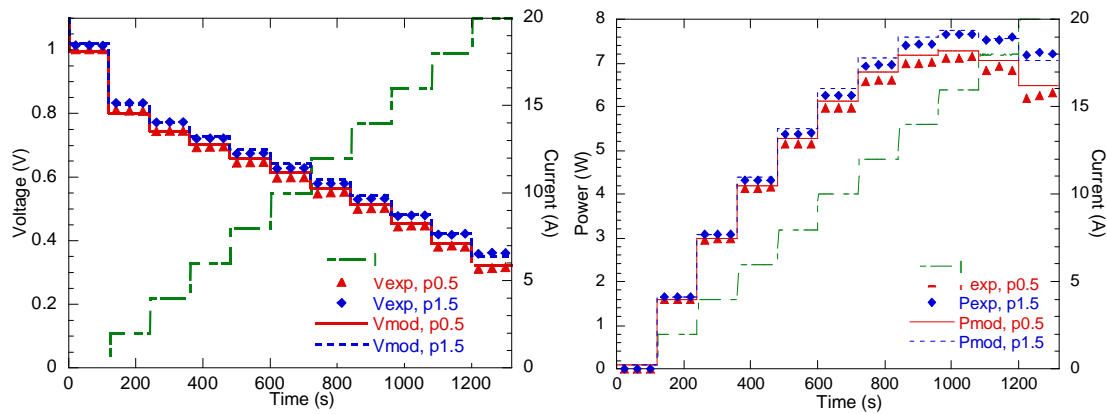 1
0.8
0.6
0.4
0.2
0
Voltage (V)
20
15
10
5
0
Current (A)
0 200 400 600 800 1000 1200
Time (s)
I
Vexp, p0.5
Vexp, p1.5
Vmod, p0.5
Vmod, p1.5
8
7
6
5
4
3
2
1
0
Power (W)
20
15
10
5
0
Current (A)
0 200 400 600 800 1000 1200
Time (s)
I
Pexp, p0.5
Pexp, p1.5
Pmod, p0.5
Pmod, p1.5